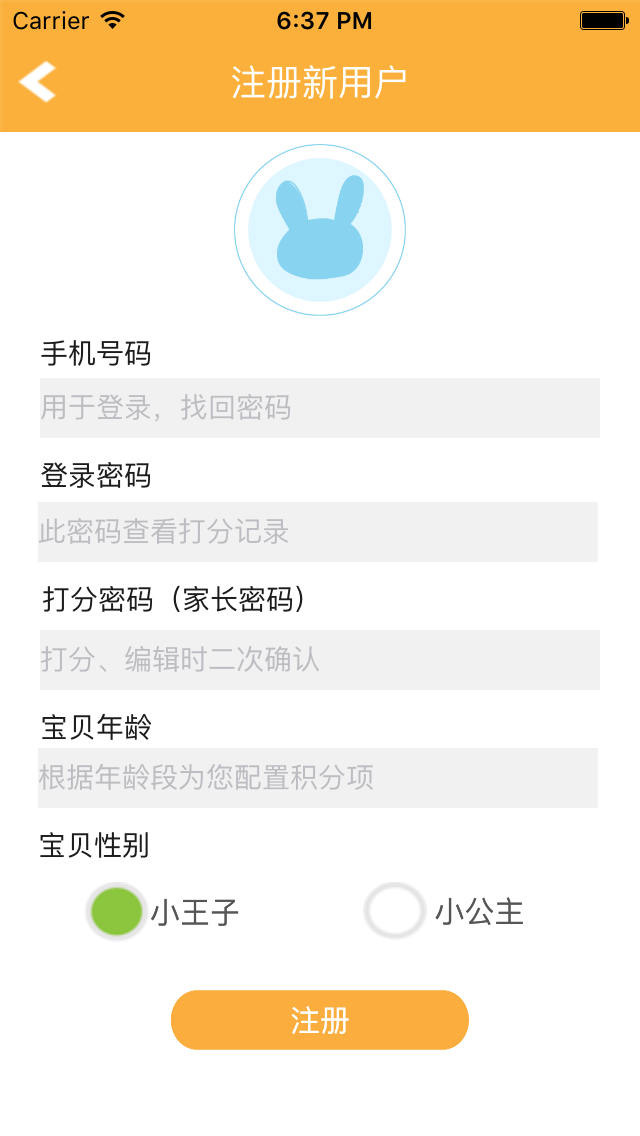 Carrier 6:37 PM
注册新用户
手机号码
用于登录，找回密码
登录密码
此密码查看打分记录
打分密码（家长密码）
打分、编辑时二次确认
宝贝年龄
根据年龄段为您配置积分项
宝贝性别
小王子 小公主
注册